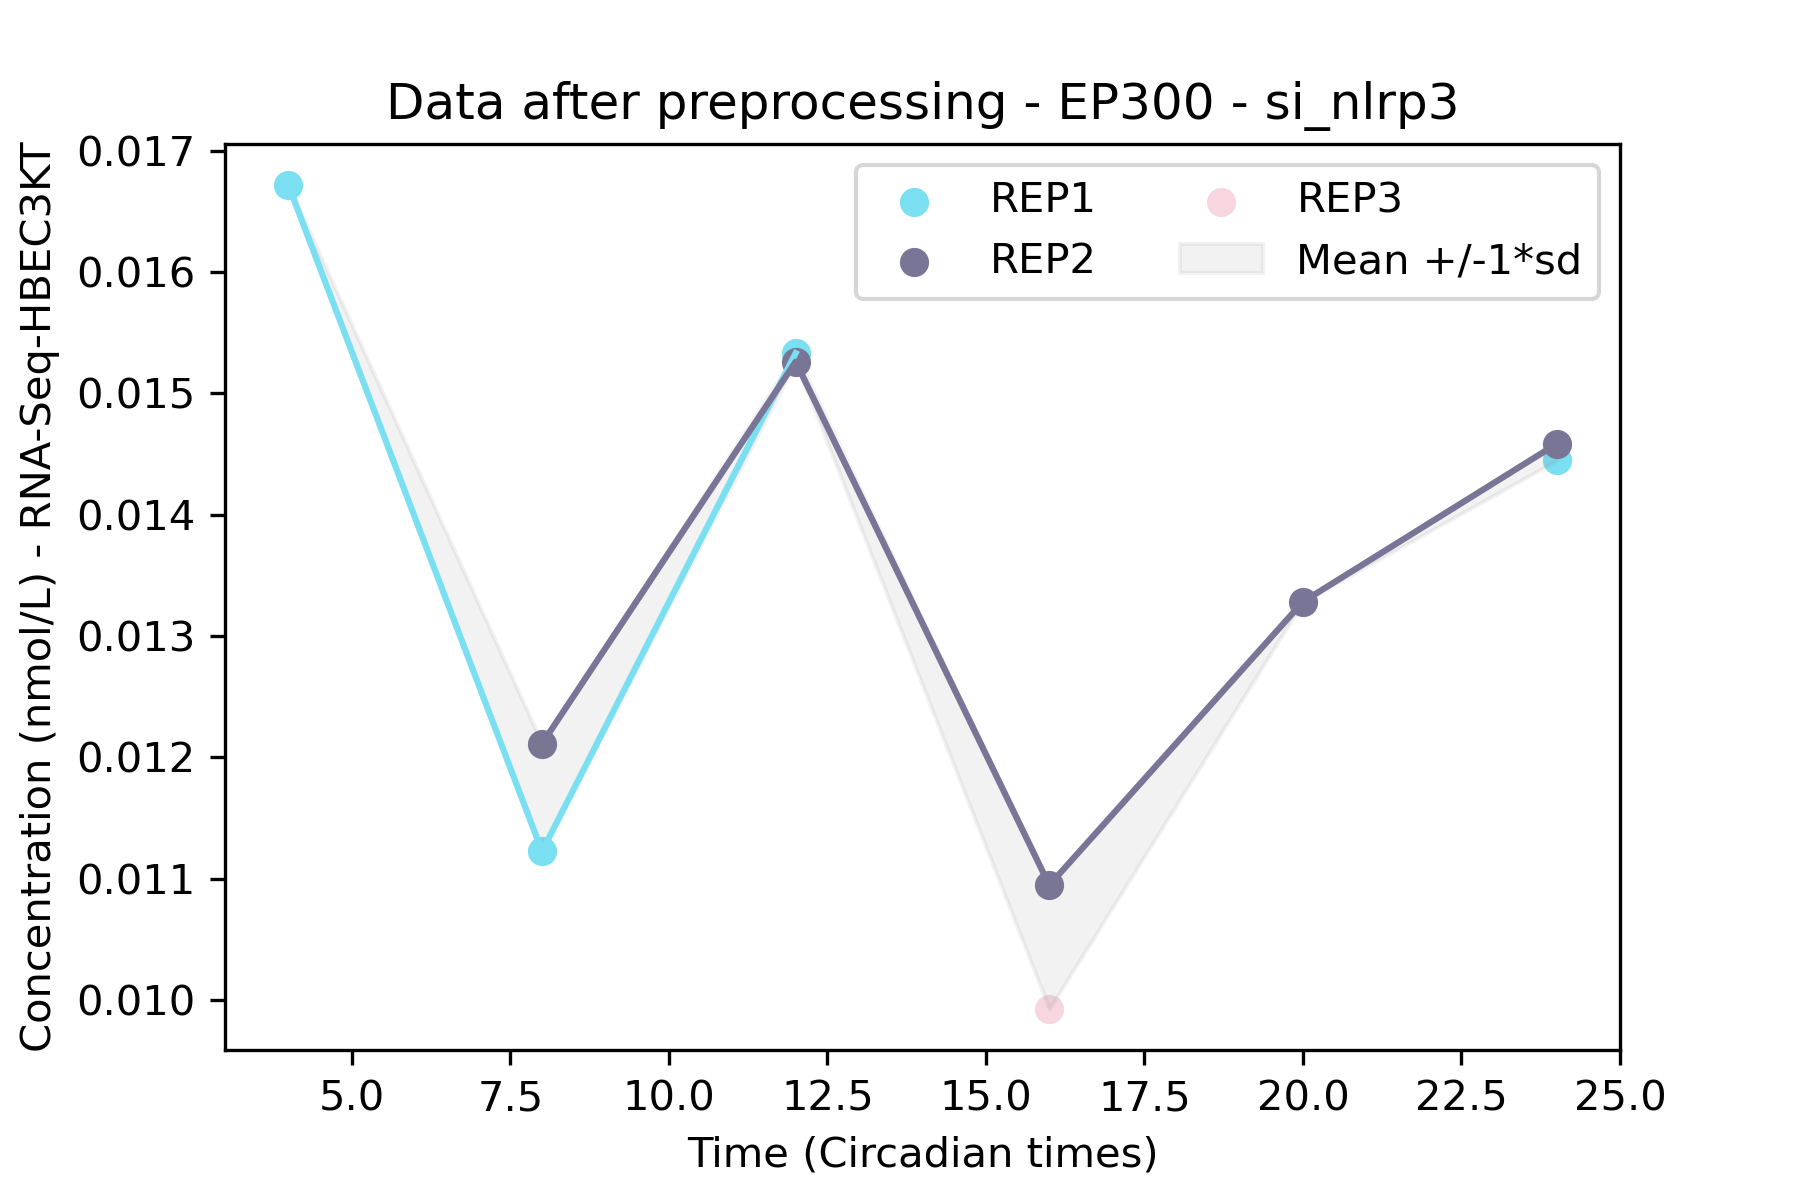 Data after preprocessing - EP300 - si_nlrp3
Concentration (nmol/L) - RNA-Seq-HBEC3KT
0.017
0.016
0.015
0.014
0.013
0.012
0.011
0.010
REP1
REP2
REP3
Mean +/-1*sd
5.0 7.5 10.0 12.5 15.0 17.5 20.0 22.5 25.0
Time (Circadian times)